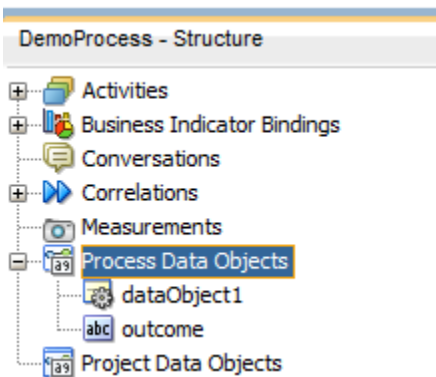 DemoProcess - Structure
Activities
Business Indicator Bindings
Conversations
Correlations
Measurements
Process Data Objects
dataObject1
abc outcome
Project Data Objects